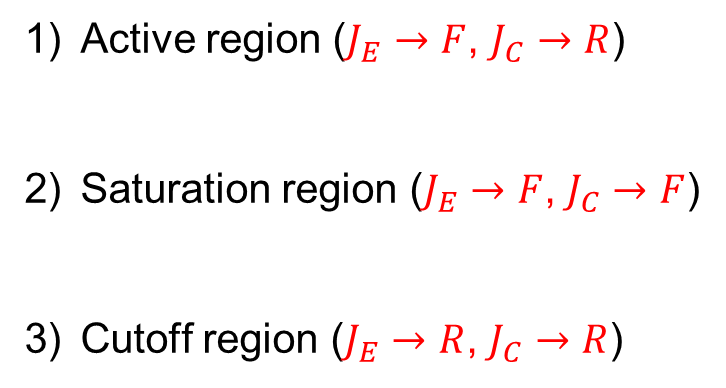 1) Active region (J_E → F, J_C → R)
2) Saturation region (J_E → F, J_C → F)
3) Cutoff region (J_E → R, J_C → R)